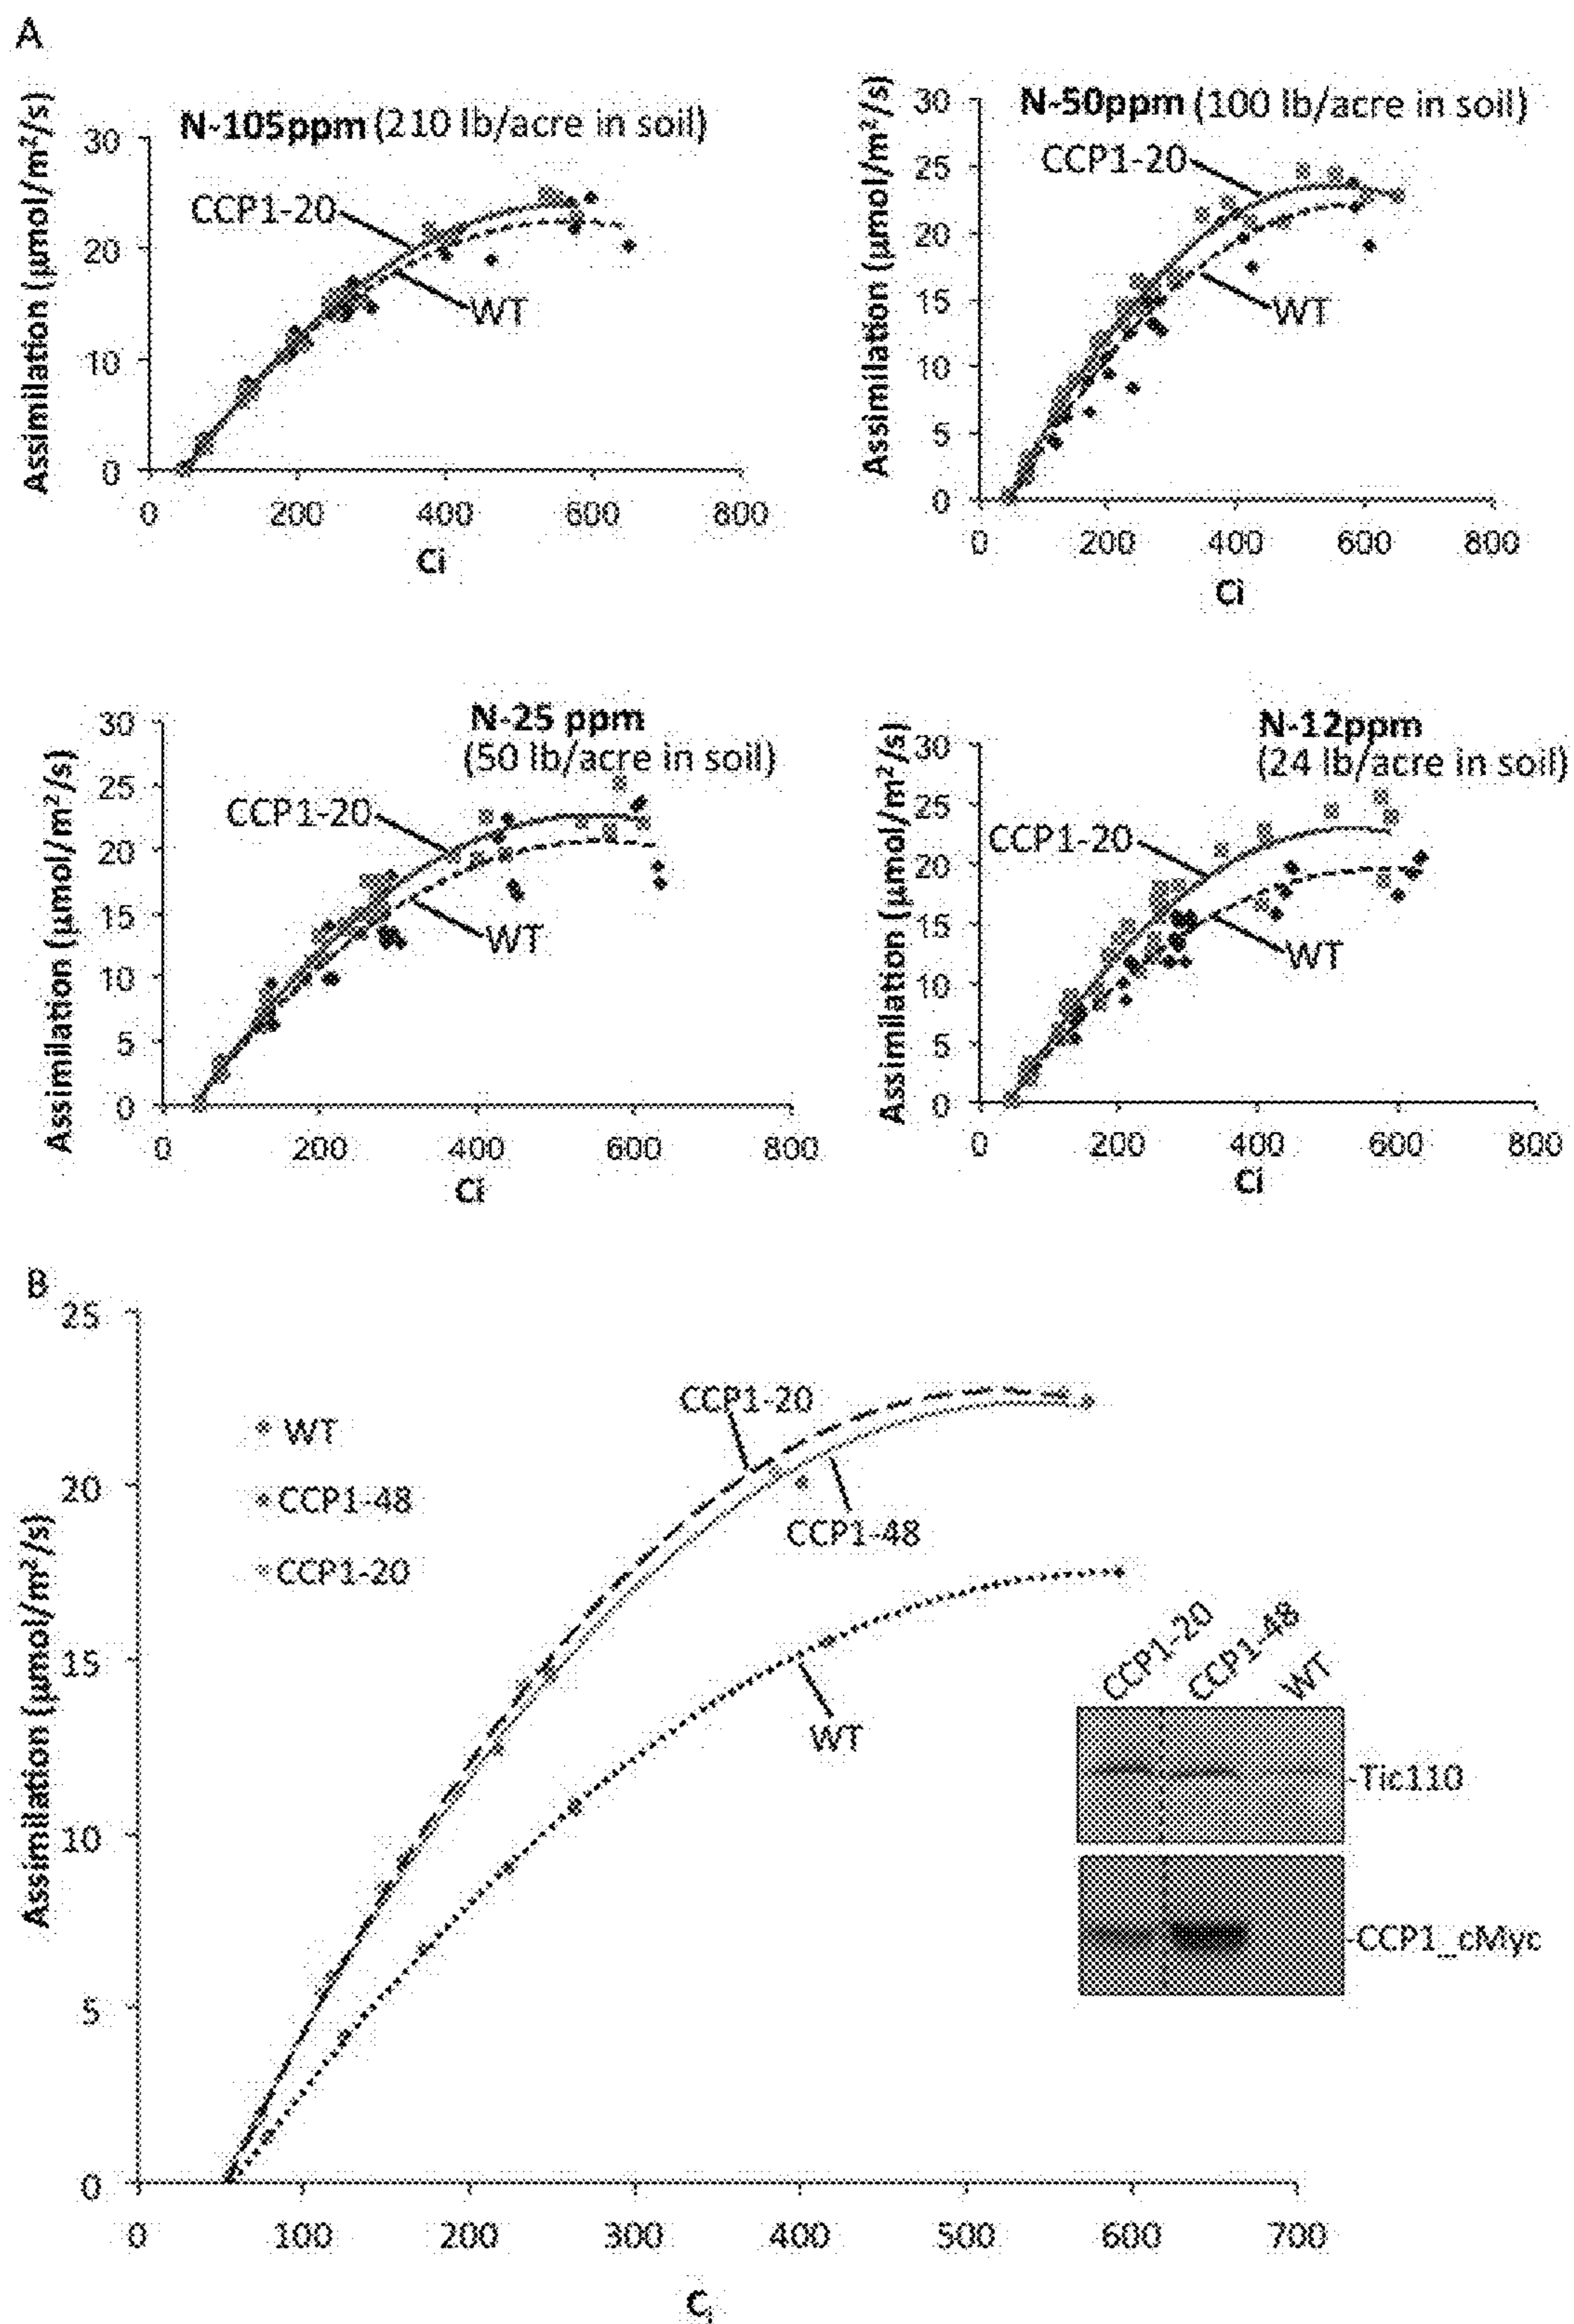 A
N-105ppm (210 lb/acre in soil)
Assimilation (µmol/m²/s)
30
20
10
0
CCP1-20
WT
0 200 400 600 800
Ci
N-50ppm (100 lb/acre in soil)
Assimilation (µmol/m²/s)
30
25
20
15
10
5
0
CCP1-20
WT
0 200 400 600 800
Ci
N-25 ppm
(50 lb/acre in soil)
Assimilation (µmol/m²/s)
30
25
20
15
10
5
0
CCP1-20
WT
0 200 400 600 800
Ci
N-12ppm
(24 lb/acre in soil)
Assimilation (µmol/m²/s)
30
25
20
15
10
5
0
CCP1-20
WT
0 200 400 600 800
Ci
B
Assimilation (µmol/m²/s)
25
20
15
10
5
0
WT
CCP1-48
CCP1-20
CCP1-20
CCP1-48
WT
CCP1-20 CCP1-48 WT
-Tic110
-CCP1_cMyc
0 100 200 300 400 500 600 700
Ci